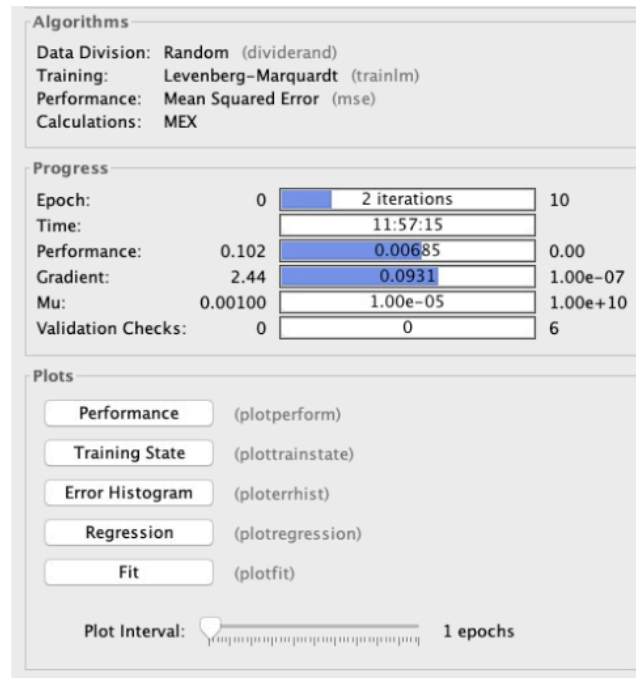 Algorithms
Data Division: Random (dividerand)
Training: Levenberg-Marquardt (trainlm)
Performance: Mean Squared Error (mse)
Calculations: MEX
Progress
Epoch: 0 2 iterations 10
Time: 11:57:15
Performance: 0.102 0.00685 0.00
Gradient: 2.44 0.0931 1.00e-07
Mu: 0.00100 1.00e-05 1.00e+10
Validation Checks: 0 0 6
Plots
Performance (plotperform)
Training State (plottrainstate)
Error Histogram (ploterrhist)
Regression (plotregression)
Fit (plotfit)
Plot Interval: 1 epochs